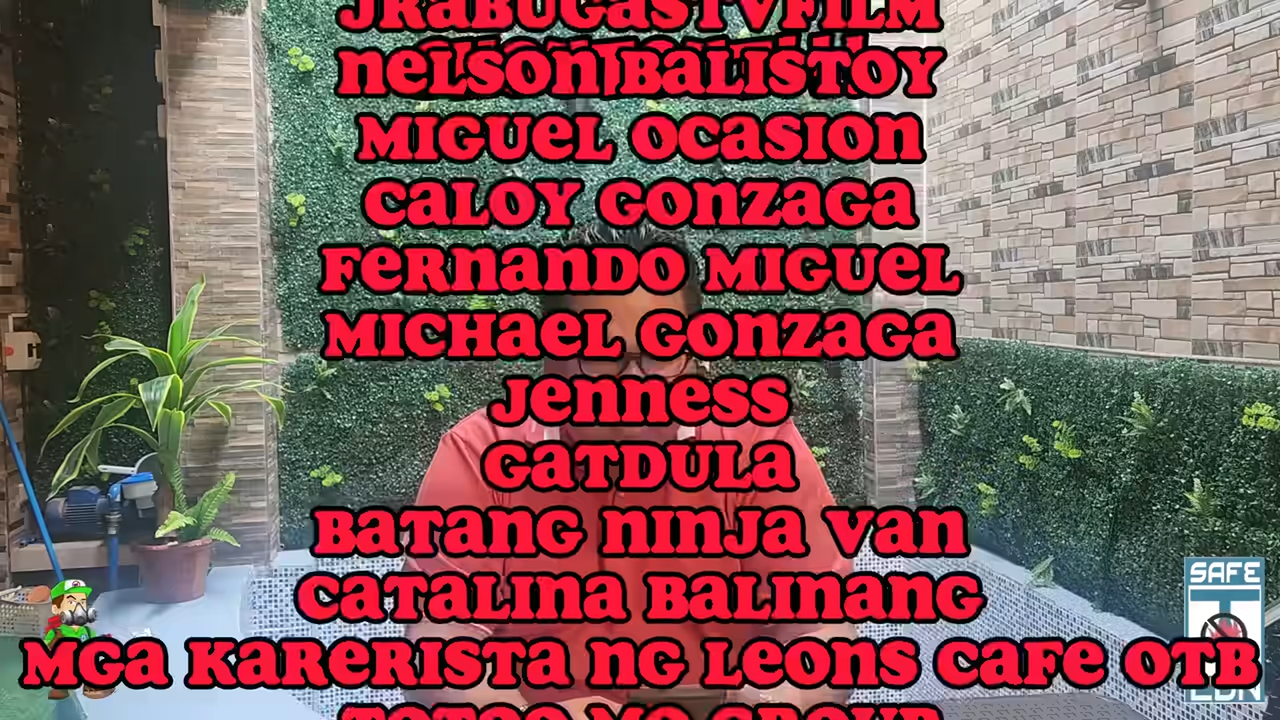 JRABUGASTVFILM
NELSON BALISTOY
MIGUEL OCASION
CALOY GONZAGA
FERNANDO MIGUEL
MICHAEL GONZAGA
JENNESS
GATDULA
BATANG NINJA VAN
CATALINA BALINANG
MGA KARERISTA NG LEONS CAFE OTB
SAFE